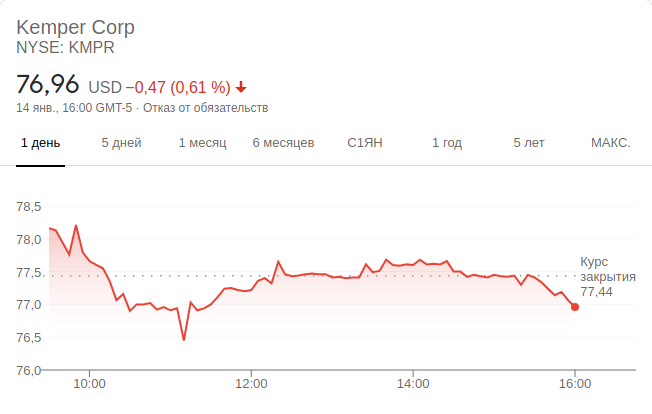 Kemper Corp
NYSE: KMPR
76,96 USD −0,47 (0,61 %)
14 янв., 16:00 GMT-5 · Отказ от обязательств
1 день 5 дней 1 месяц 6 месяцев С1ЯН 1 год 5 лет МАКС.
78,5
78,0
77,5
77,0
76,5
76,0
Курс
закрытия
77,44
10:00 12:00 14:00 16:00